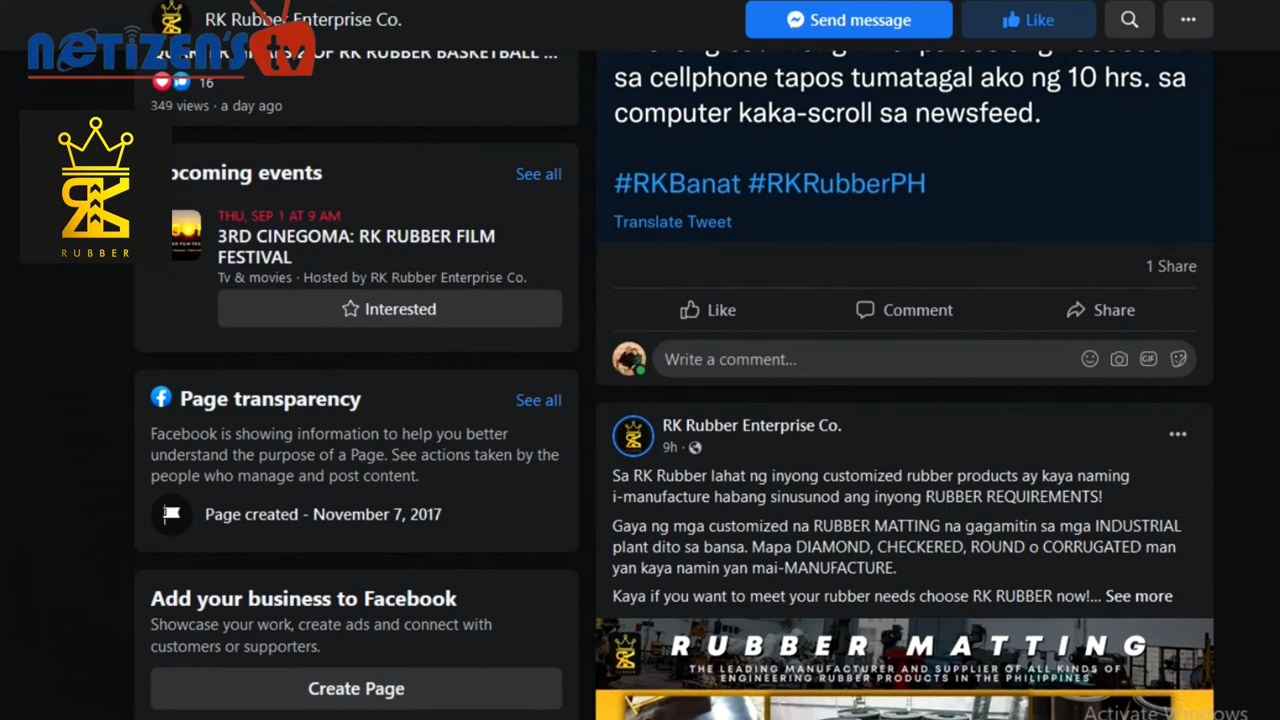 RK Rubber Enterprise Co.
Send message
Like
NETIZEN'S tv
OF RK RUBBER BASKETBALL ...
16
349 views · a day ago
RK
RUBBER
pcoming events
See all
THU, SEP 1 AT 9 AM
3RD CINEGOMA: RK RUBBER FILM
FESTIVAL
Tv & movies · Hosted by RK Rubber Enterprise Co.
Interested
Page transparency
See all
Facebook is showing information to help you better
understand the purpose of a Page. See actions taken by the
people who manage and post content.
Page created - November 7, 2017
Add your business to Facebook
Showcase your work, create ads and connect with
customers or supporters.
Create Page
sa cellphone tapos tumatagal ako ng 10 hrs. sa
computer kaka-scroll sa newsfeed.
#RKBanat #RKRubberPH
Translate Tweet
1 Share
Like
Comment
Share
Write a comment...
GIF
RK Rubber Enterprise Co.
9h ·
Sa RK Rubber lahat ng inyong customized rubber products ay kaya naming
i-manufacture habang sinusunod ang inyong RUBBER REQUIREMENTS!
Gaya ng mga customized na RUBBER MATTING na gagamitin sa mga INDUSTRIAL
plant dito sa bansa. Mapa DIAMOND, CHECKERED, ROUND o CORRUGATED man
yan kaya namin yan mai-MANUFACTURE.
Kaya if you want to meet your rubber needs choose RK RUBBER now!... See more
RUBBER MATTING
THE LEADING MANUFACTURER AND SUPPLIER OF ALL KINDS OF
ENGINEERING RUBBER PRODUCTS IN THE PHILIPPINES
Activate Windows